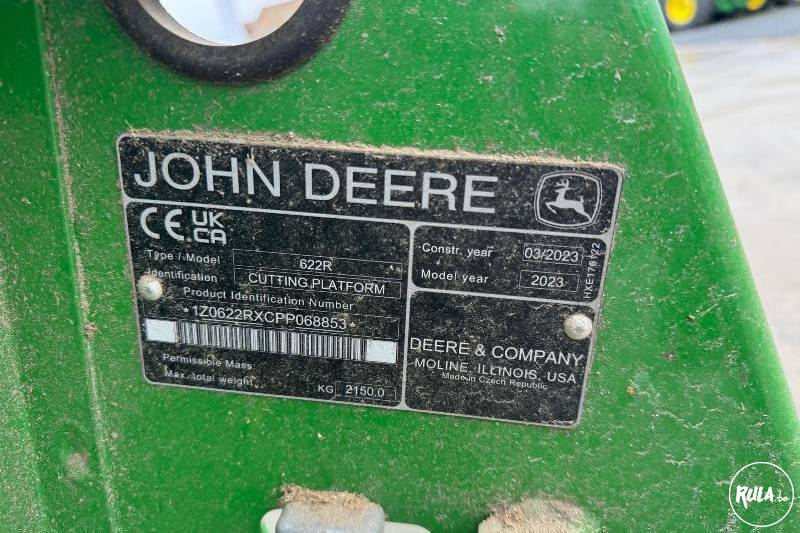 JOHN DEERE
CE UK CA
Type / Model 622R
Identification CUTTING PLATFORM
Product Identification Number
*1Z0622RXCPP068853*
Permissible Mass
Max. total weight KG 2150.0
Constr. year 03/2023
Model year 2023
DEERE & COMPANY
MOLINE, ILLINOIS, USA
Made in Czech Republic
RULA.be